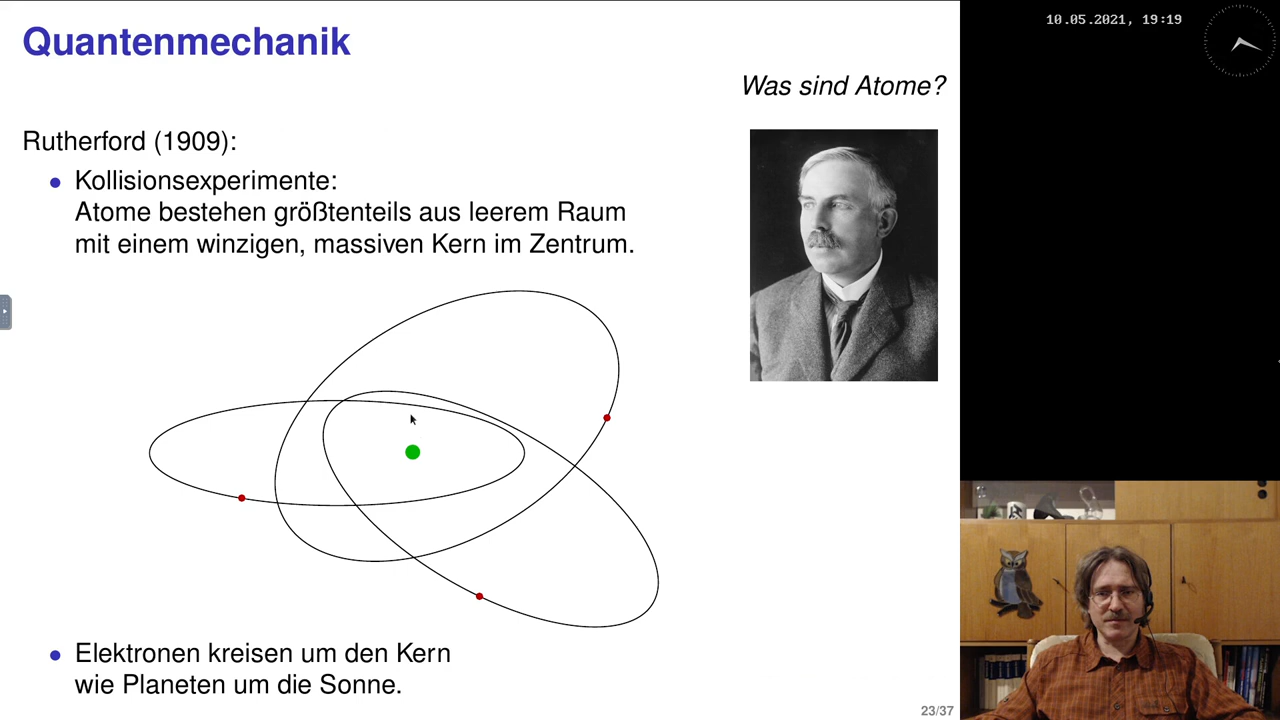 Quantenmechanik
Was sind Atome?
Rutherford (1909):
• Kollisionsexperimente:
Atome bestehen größtenteils aus leerem Raum
mit einem winzigen, massiven Kern im Zentrum.
• Elektronen kreisen um den Kern
wie Planeten um die Sonne.
23/37
10.05.2021, 19:19